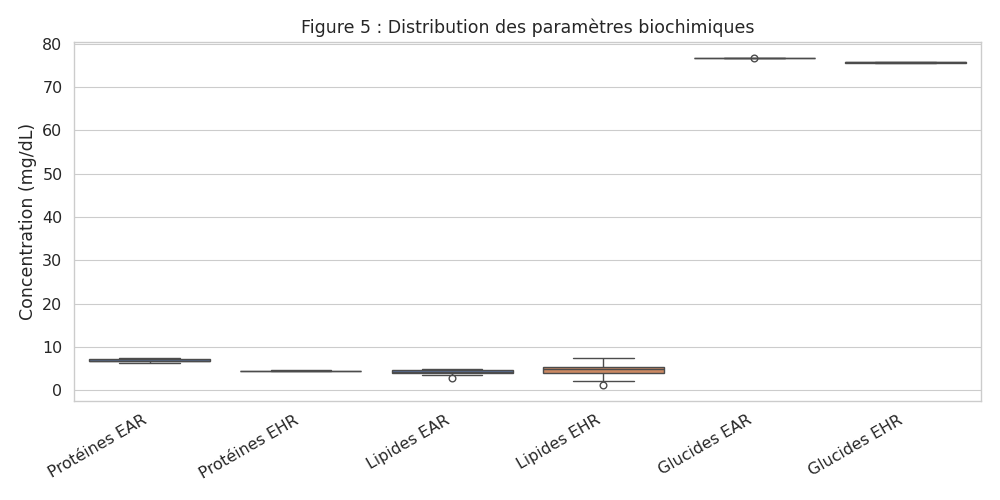 Figure 5 : Distribution des paramètres biochimiques
Concentration (mg/dL)
80
70
60
50
40
30
20
10
0
Protéines EAR
Protéines EHR
Lipides EAR
Lipides EHR
Glucides EAR
Glucides EHR